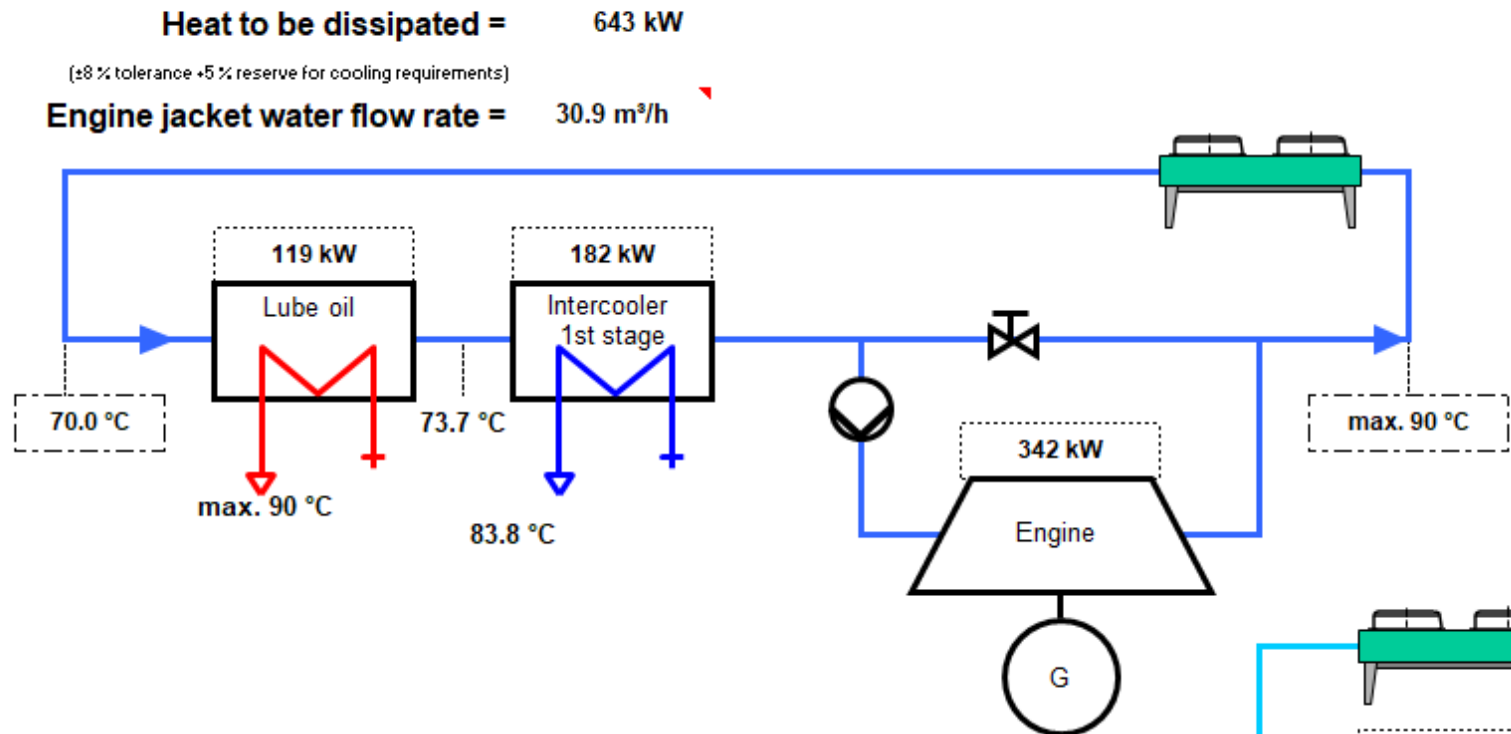 Heat to be dissipated = 643 kW
(±8 % tolerance +5 % reserve for cooling requirements)
Engine jacket water flow rate = 30.9 m³/h
119 kW
182 kW
Lube oil
Intercooler
1st stage
70.0 °C
73.7 °C
max. 90 °C
342 kW
max. 90 °C
83.8 °C
Engine
G